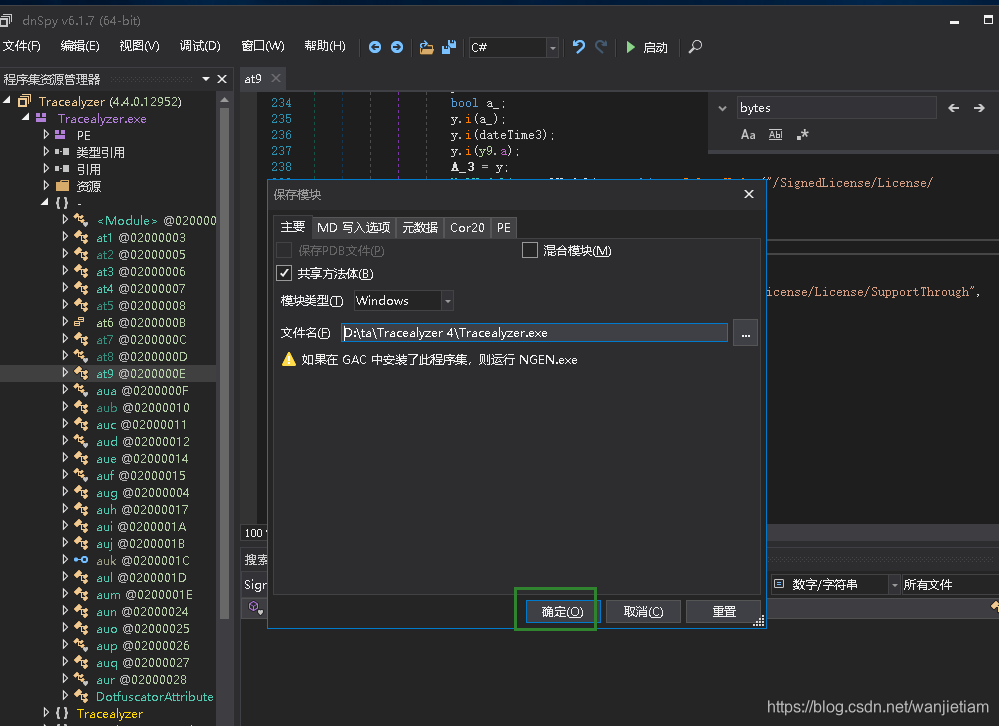 dnSpy v6.1.7 (64-bit)
文件(F) 编辑(E) 视图(V) 调试(D) 窗口(W) 帮助(H) C# 启动
程序集资源管理器
at9
Tracealyzer (4.4.0.12952)
Tracealyzer.exe
PE
类型引用
引用
资源
{ } -
<Module> @020000
at1 @02000003
at2 @02000005
at3 @02000006
at4 @02000007
at5 @02000008
at6 @0200000B
at7 @0200000C
at8 @0200000D
at9 @0200000E
aua @0200000F
aub @02000010
auc @02000011
aud @02000012
aue @02000014
auf @02000015
aug @02000004
auh @02000017
aui @0200001A
auj @0200001B
auk @0200001C
aul @0200001D
aum @0200001E
aun @02000024
auo @02000025
aup @02000026
auq @02000027
aur @02000028
DotfuscatorAttribute
{ } Tracealyzer
234 bool a_;
235 y.i(a_);
236 y.i(dateTime3);
237 y.i(y9.a);
238 A_3 = y;
"/SignedLicense/License/
icense/License/SupportThrough",
bytes
Aa Ab .*
保存模块
主要 MD 写入选项 元数据 Cor20 PE
保存PDB文件(P) 混合模块(M)
共享方法体(B)
模块类型(T) Windows
文件名(F) D:\ta\Tracealyzer 4\Tracealyzer.exe ...
如果在 GAC 中安装了此程序集，则运行 NGEN.exe
确定(O) 取消(C) 重置
100
搜索
Sign
数字/字符串 所有文件
https://blog.csdn.net/wanjietiam